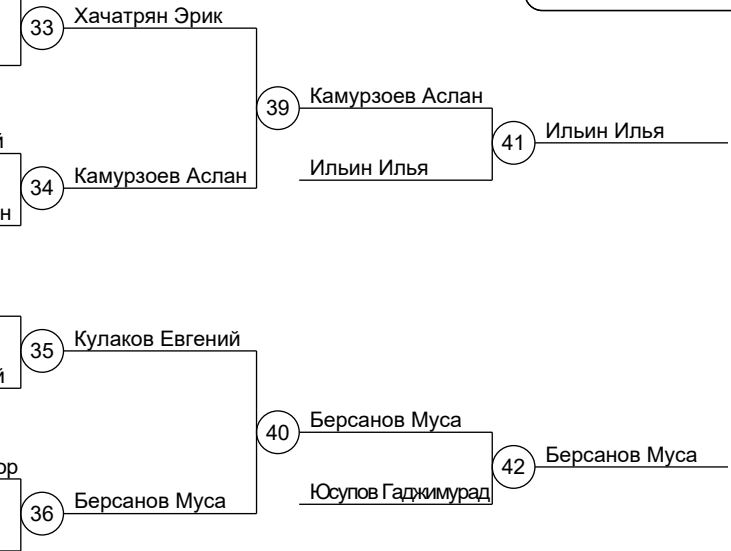 33 Хачатрян Эрик
39 Камурзоев Аслан
41 Ильин Илья
й
34 Камурзоев Аслан
Ильин Илья
н
35 Кулаков Евгений
й
40 Берсанов Муса
42 Берсанов Муса
ор
36 Берсанов Муса
Юсупов Гаджимурад